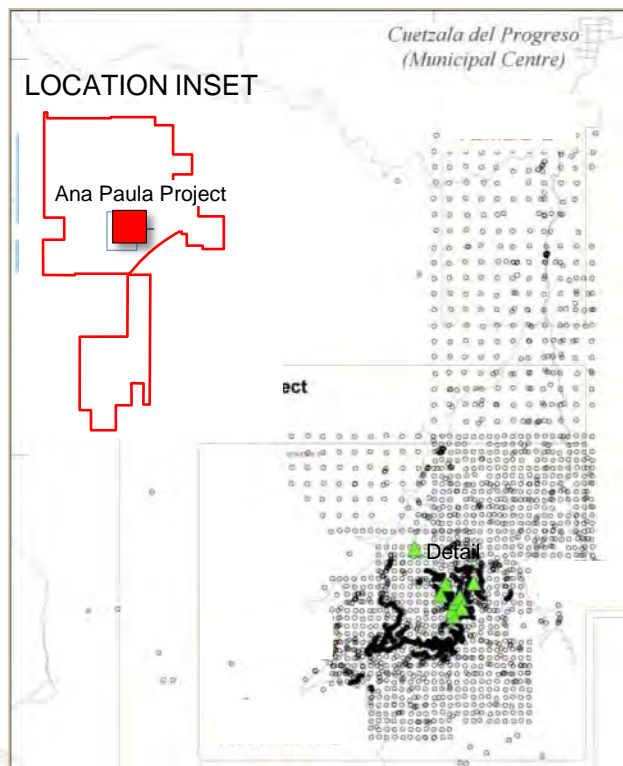 Cuetzala del Progreso
(Municipal Centre)
LOCATION INSET
Ana Paula Project
ect
Detail